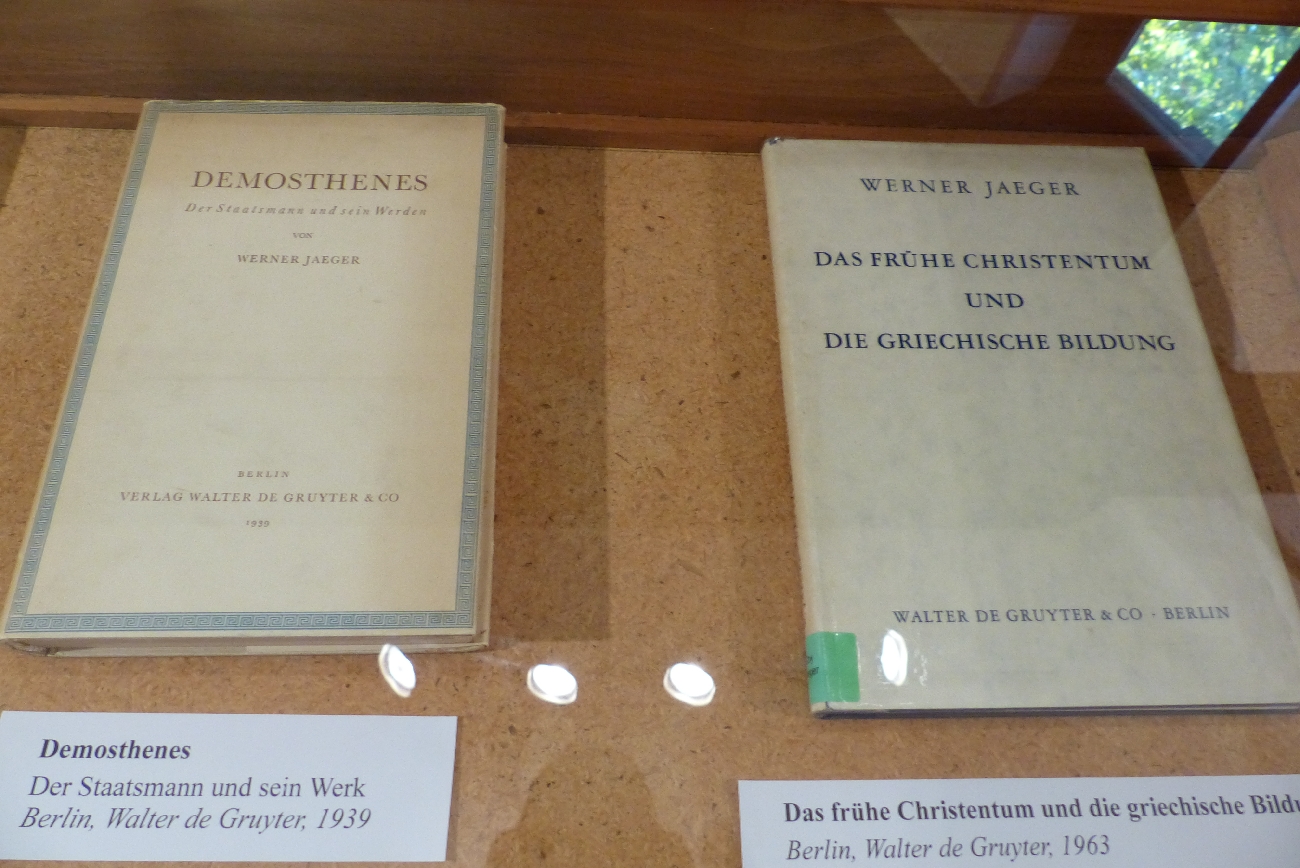 DEMOSTHENES
Der Staatsmann und sein Werden
VON
WERNER JAEGER
BERLIN
VERLAG WALTER DE GRUYTER & CO
1939
WERNER JAEGER
DAS FRÜHE CHRISTENTUM
UND
DIE GRIECHISCHE BILDUNG
WALTER DE GRUYTER & CO · BERLIN
Demosthenes
Der Staatsmann und sein Werk
Berlin, Walter de Gruyter, 1939
Das frühe Christentum und die griechische Bildu
Berlin, Walter de Gruyter, 1963